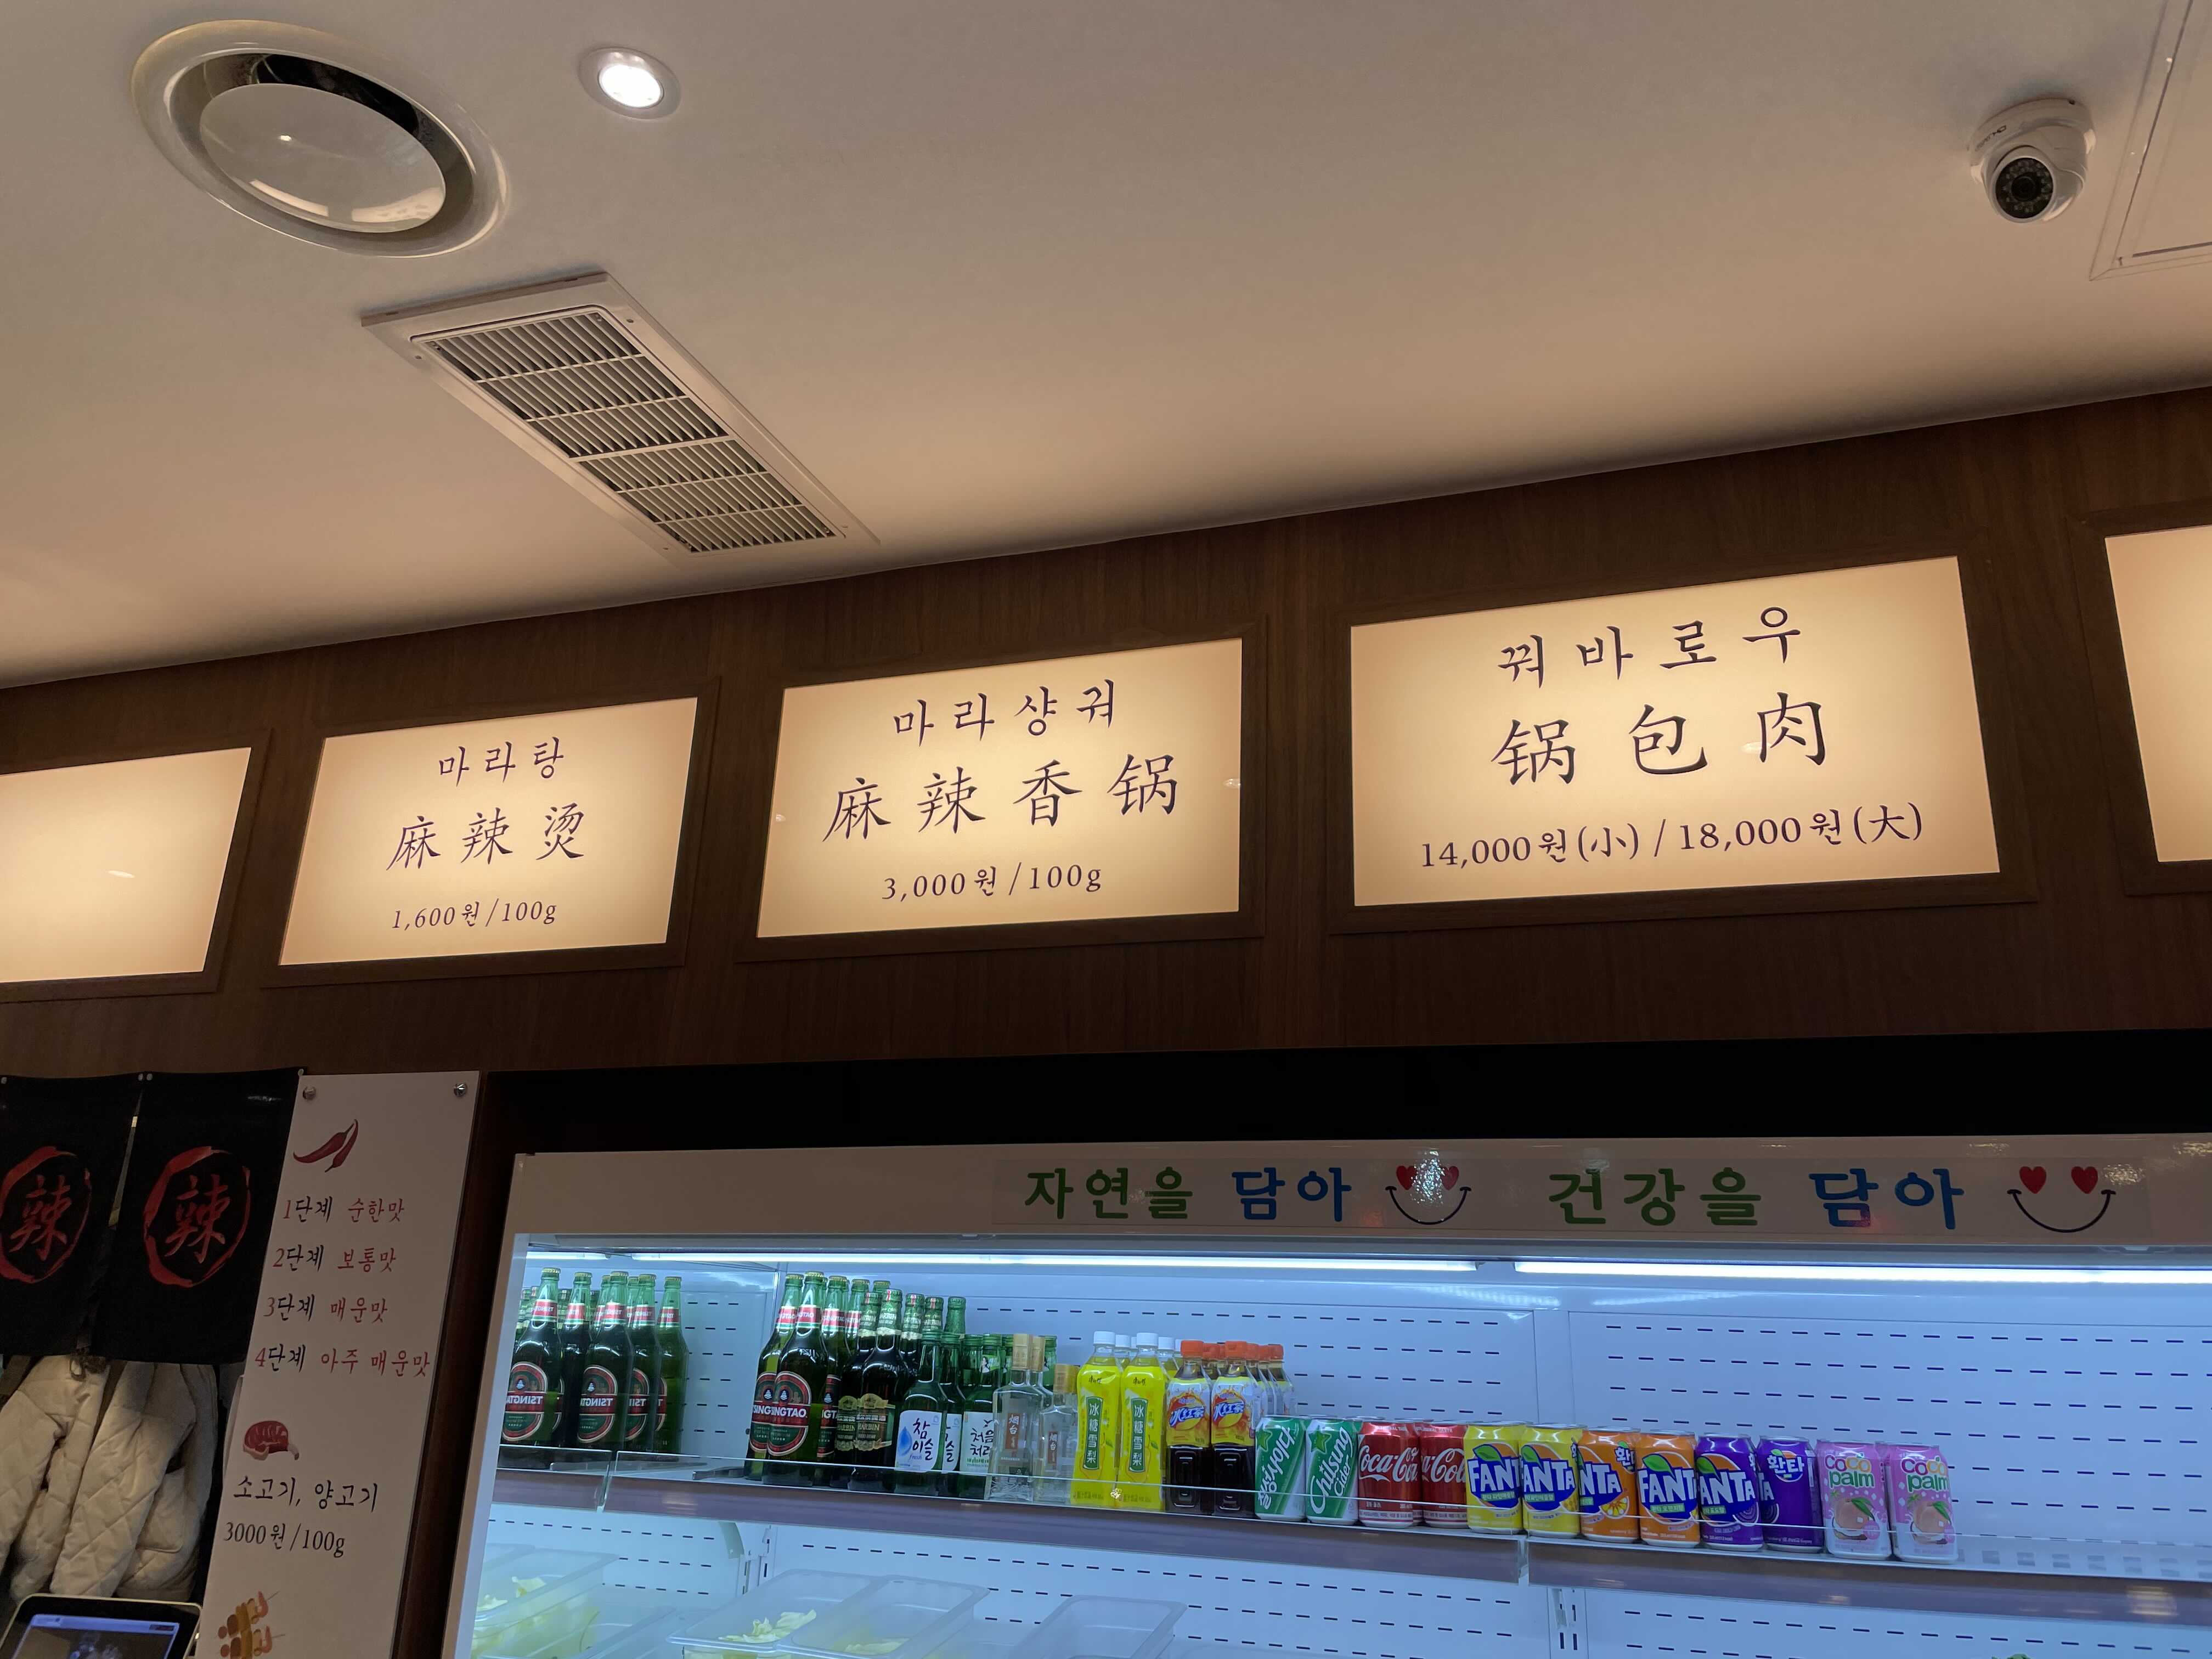 마라탕
麻辣烫
1,600원/100g
마라샹궈
麻辣香锅
3,000원/100g
꿔바로우
锅包肉
14,000원(小)/18,000원(大)
辣
辣
1단계 순한맛
2단계 보통맛
3단계 매운맛
4단계 아주 매운맛
소고기, 양고기
3000원/100g
자연을 담아 건강을 담아
TSINGTAO
HARBIN
참이슬
fresh
처음처럼
冰糖雪梨
冰糖雪梨
칠성사이다
Chilsung Cider
Coca-Cola
FANTA
FANTA
환타
FANTA
FANTA
환타
coco palm
coco palm